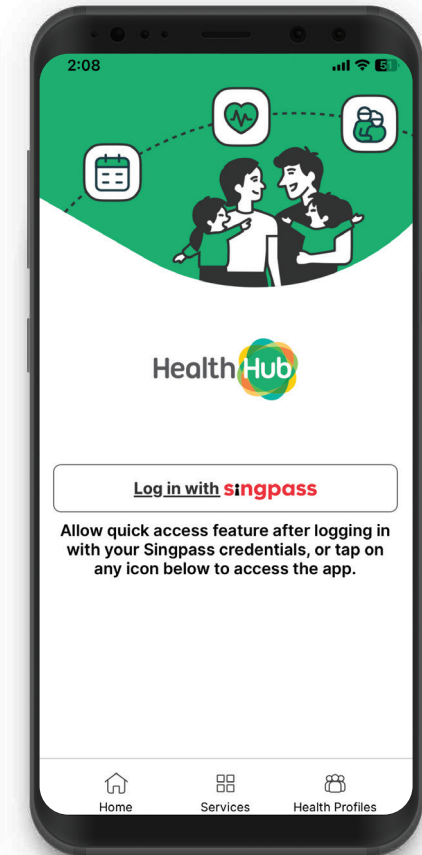 2:08
51
HealthHub
Log in with singpass
Allow quick access feature after logging in
with your Singpass credentials, or tap on
any icon below to access the app.
Home Services Health Profiles